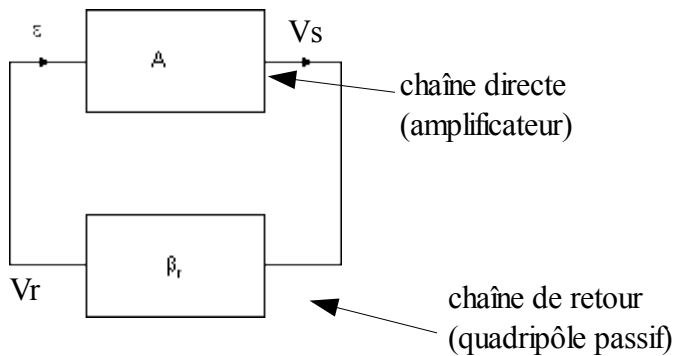 ε
Vs
A
chaîne directe
(amplificateur)
βr
Vr
chaîne de retour
(quadripôle passif)